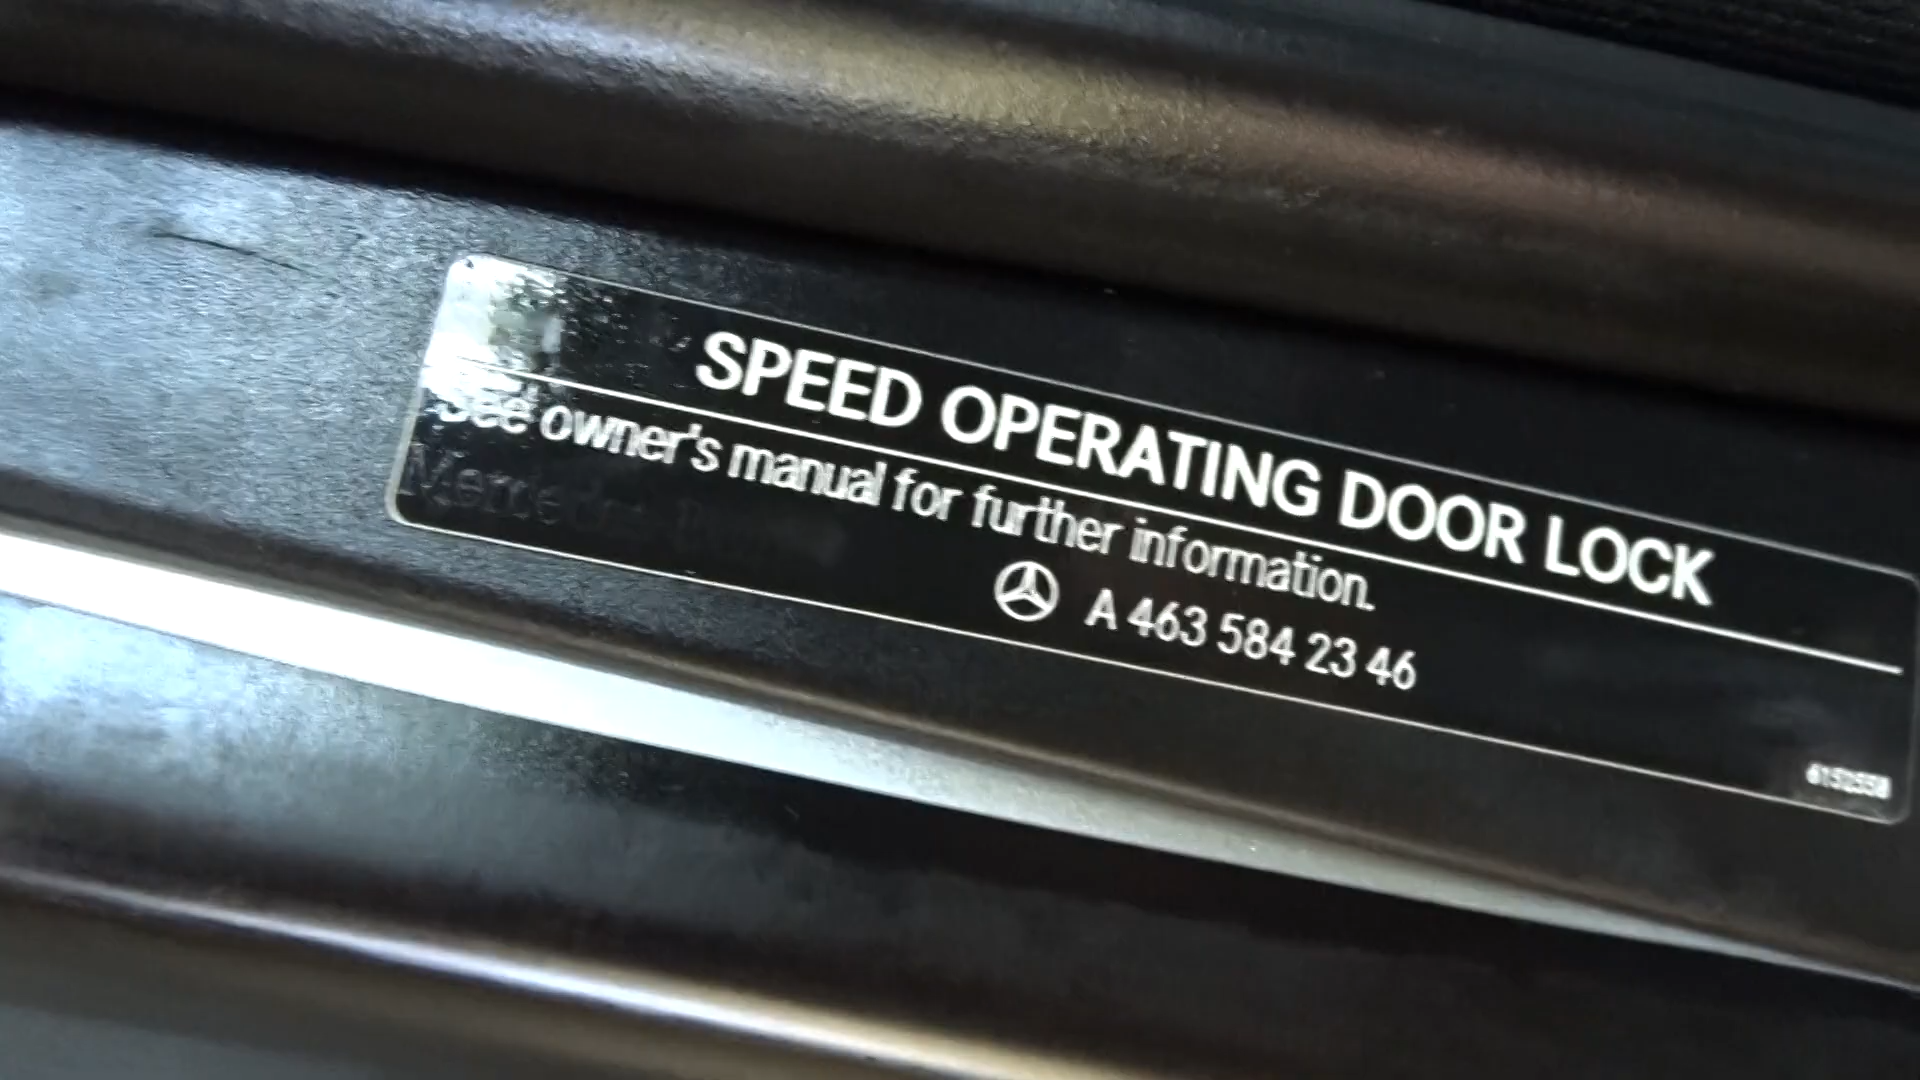 SPEED OPERATING DOOR LOCK
See owner's manual for further information.
A 463 584 23 46